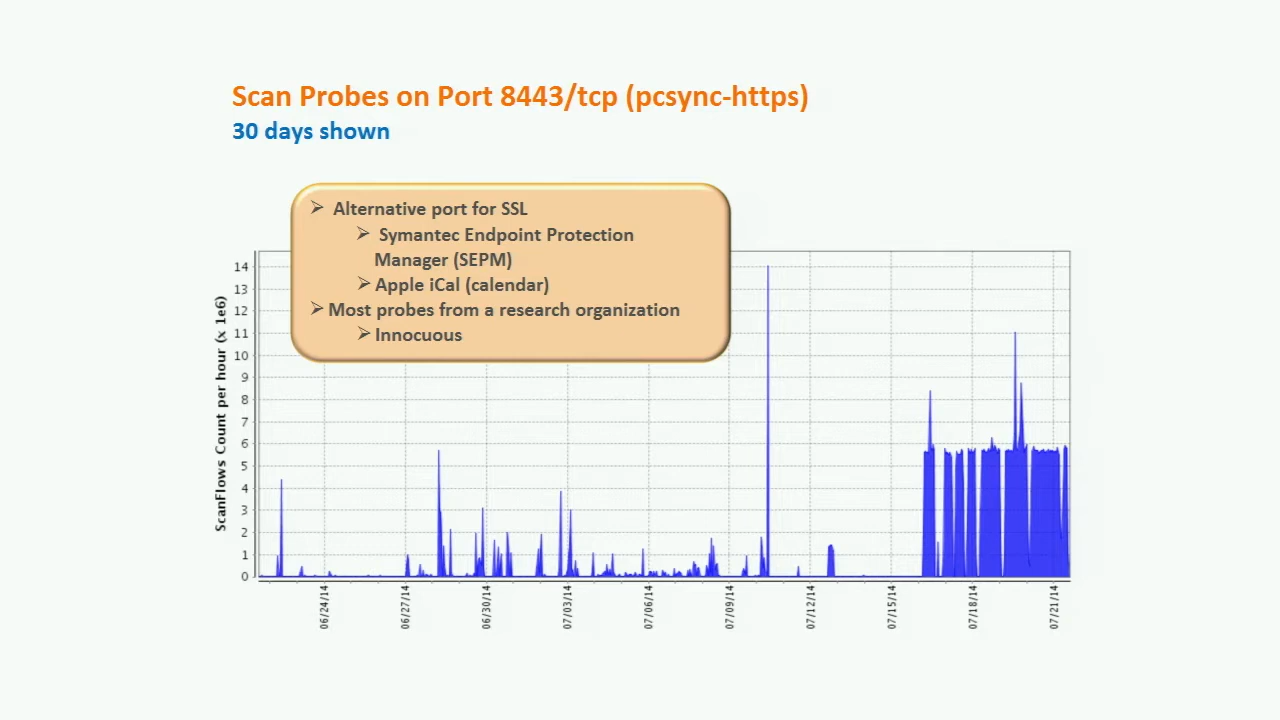 Scan Probes on Port 8443/tcp (pcsync-https)
30 days shown
➢ Alternative port for SSL
➢ Symantec Endpoint Protection
Manager (SEPM)
➢ Apple iCal (calendar)
➢ Most probes from a research organization
➢ Innocuous
ScanFlows Count per hour (x 1e6)
14
13
12
11
10
9
8
7
6
5
4
3
2
1
0
06/24/14
06/27/14
06/30/14
07/03/14
07/06/14
07/09/14
07/12/14
07/15/14
07/18/14
07/21/14